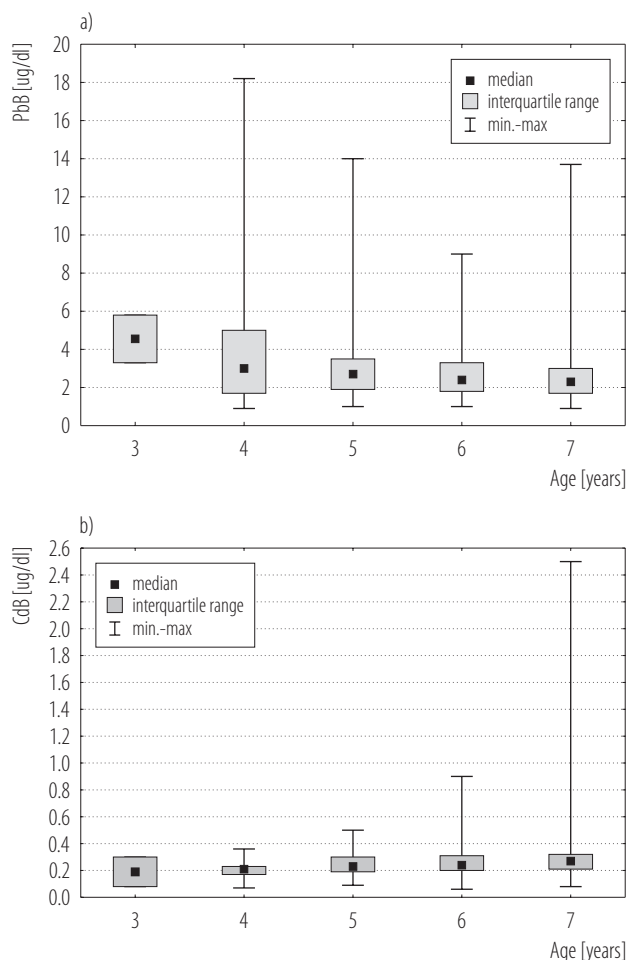 a)
PbB [ug/dl]
20
18
16
14
12
10
8
6
4
2
0
median
interquartile range
min.-max
3 4 5 6 7
Age [years]
b)
CdB [ug/dl]
2.6
2.4
2.2
2.0
1.8
1.6
1.4
1.2
1.0
0.8
0.6
0.4
0.2
0.0
median
interquartile range
min.-max
3 4 5 6 7
Age [years]